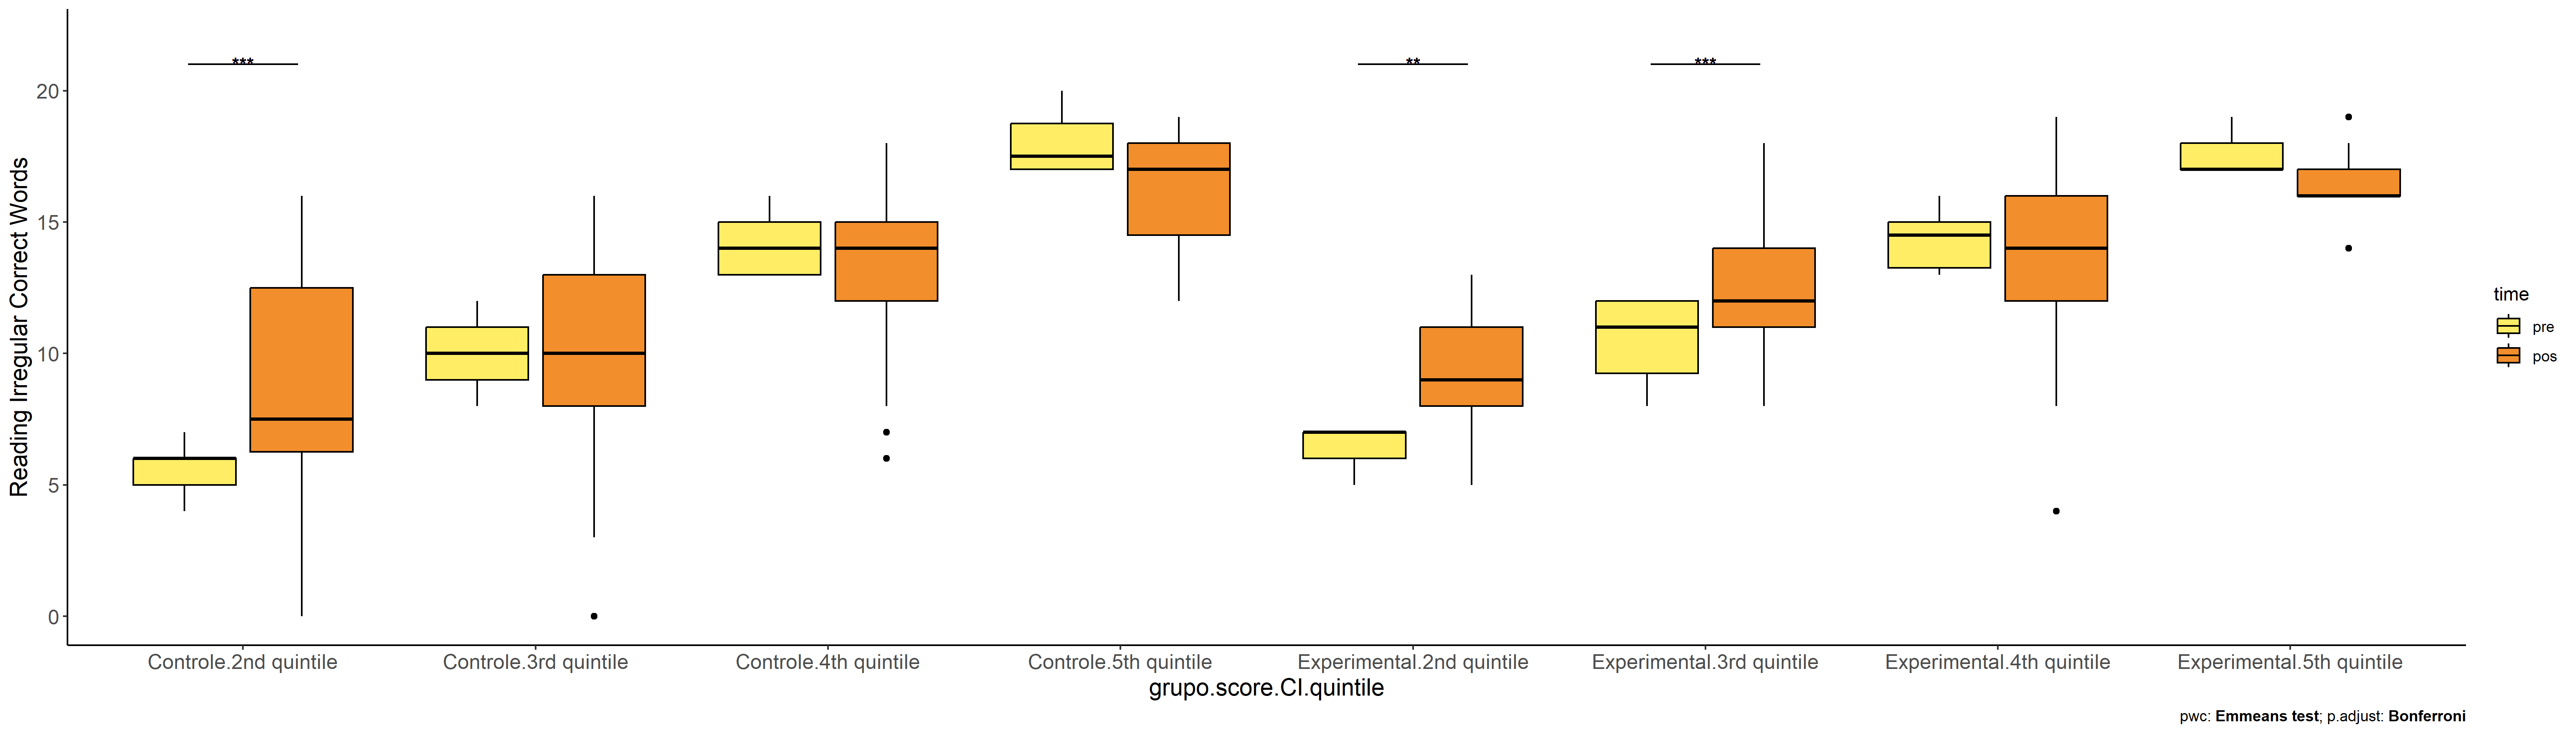 ***
**
***
Reading Irregular Correct Words
20
15
10
5
0
Controle.2nd quintile
Controle.3rd quintile
Controle.4th quintile
Controle.5th quintile
Experimental.2nd quintile
Experimental.3rd quintile
Experimental.4th quintile
Experimental.5th quintile
grupo.score.CI.quintile
time
pre
pos
pwc: Emmeans test; p.adjust: Bonferroni